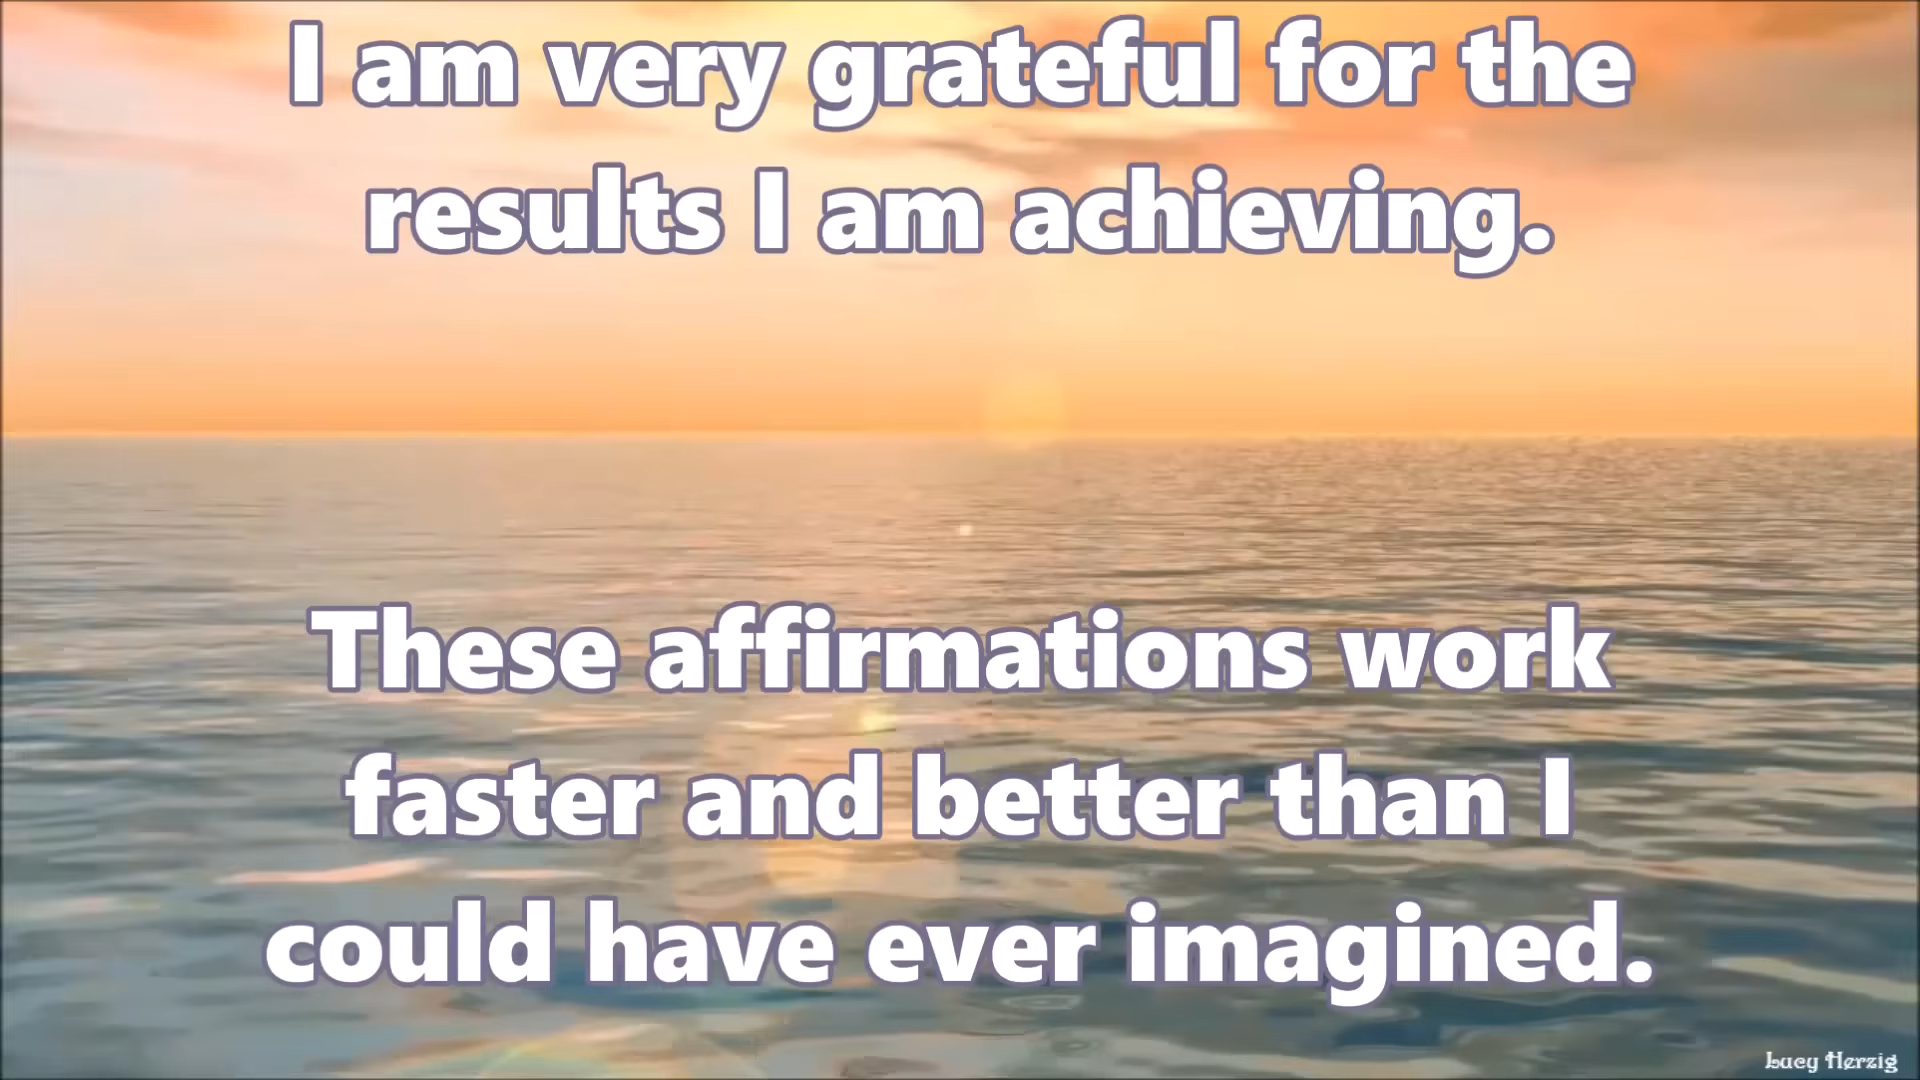 I am very grateful for the
results I am achieving.
These affirmations work
faster and better than I
could have ever imagined.
Lucy Herzig